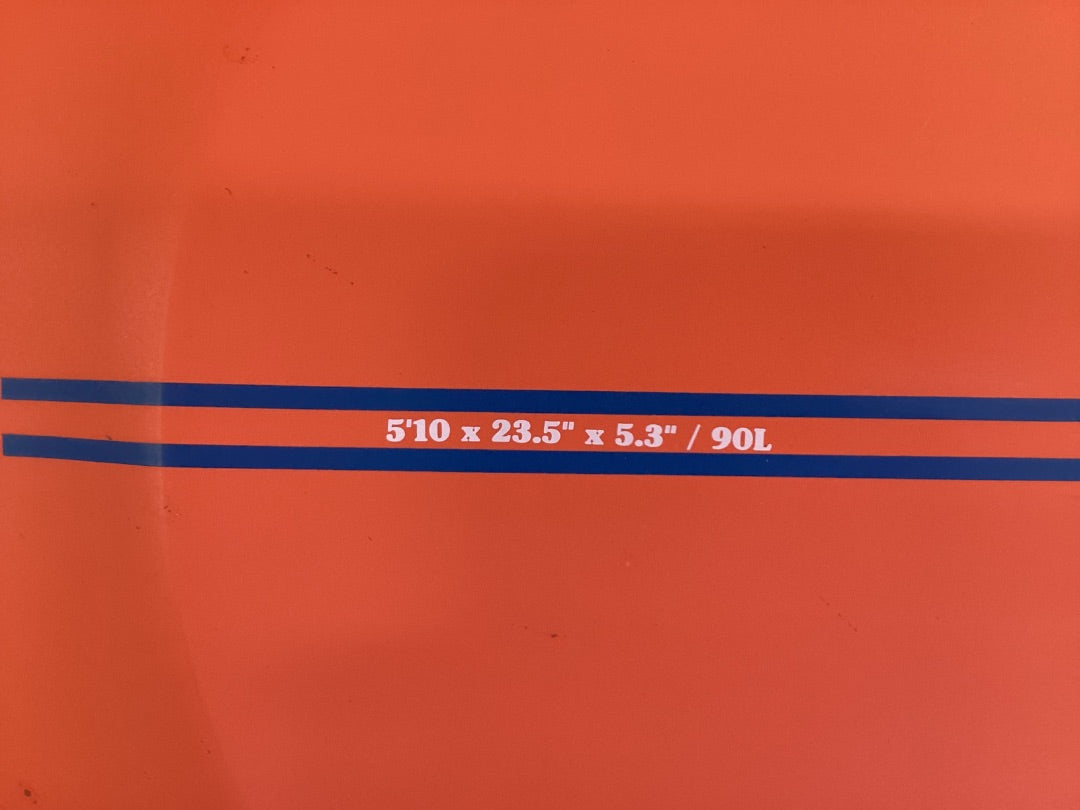 5'10 x 23.5" x 5.3" / 90L